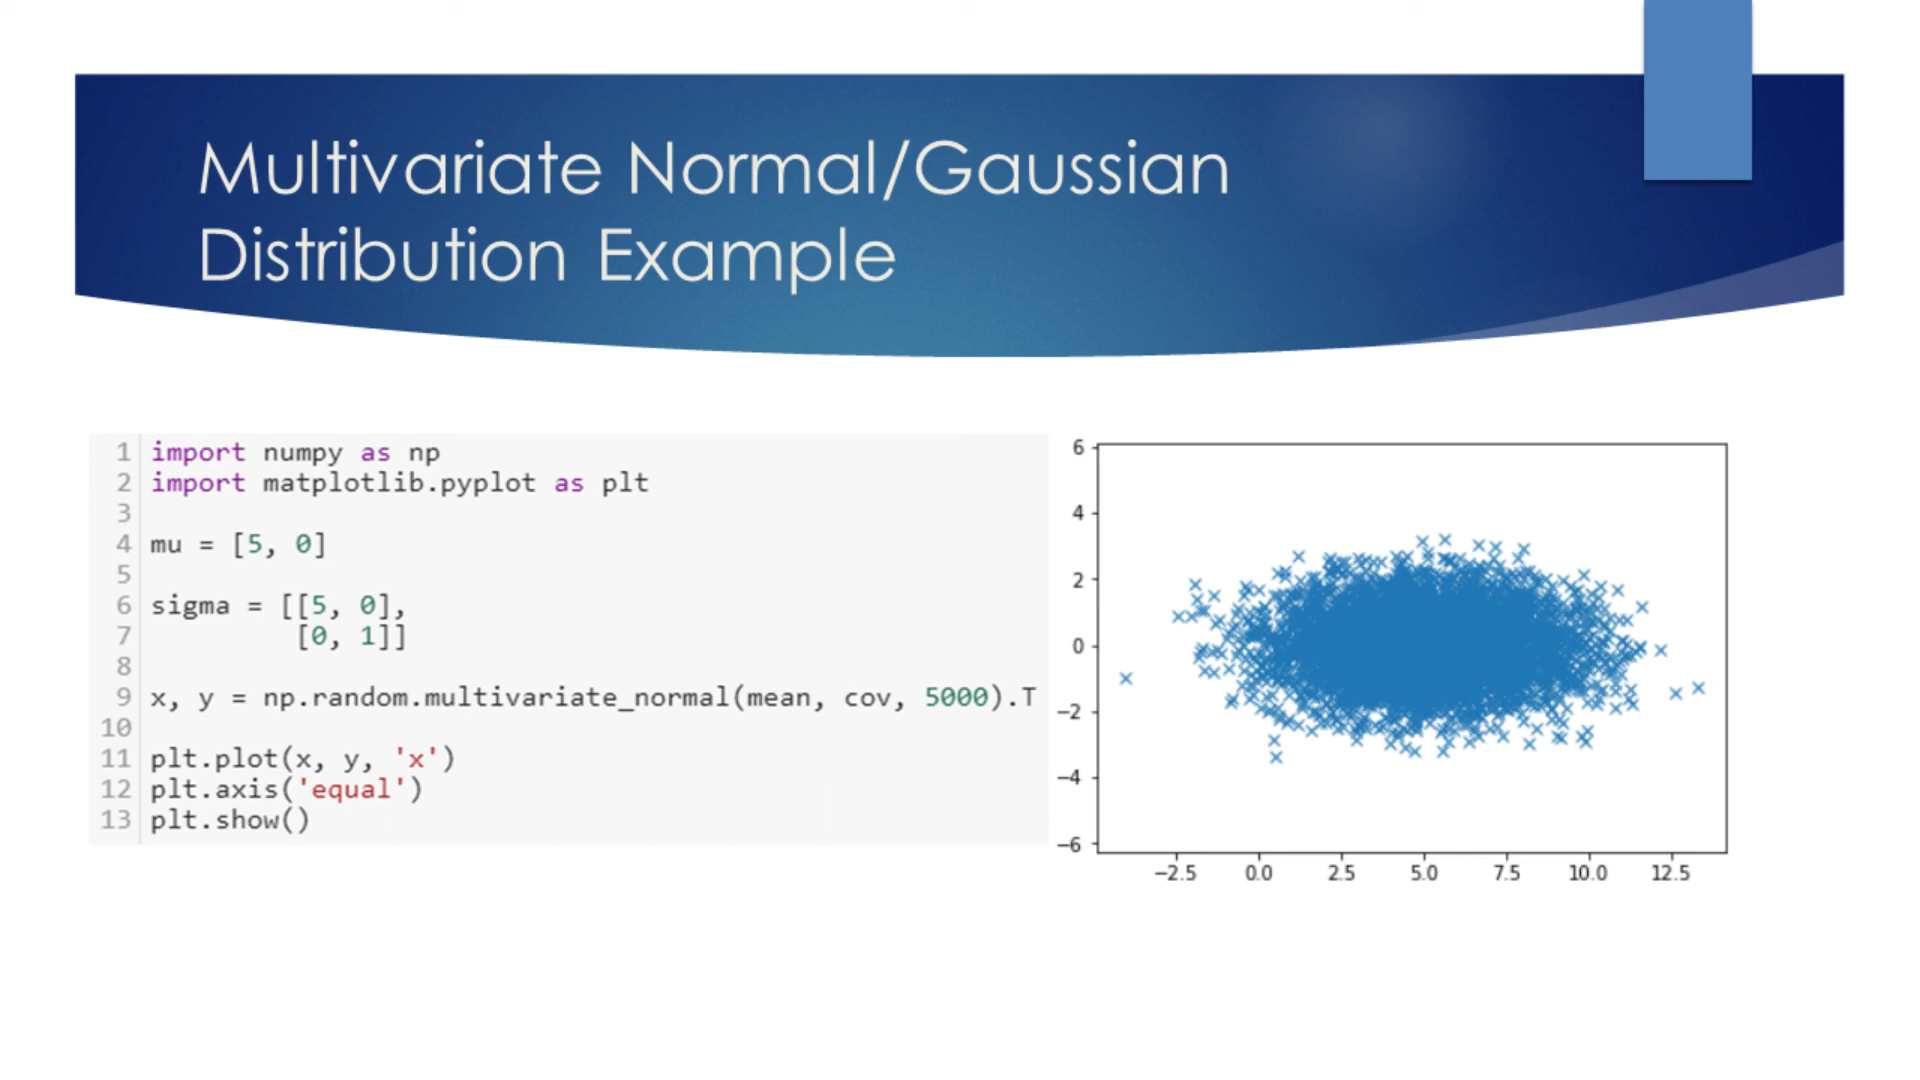 Multivariate Normal/Gaussian
Distribution Example
1 import numpy as np
2 import matplotlib.pyplot as plt
3
4 mu = [5, 0]
5
6 sigma = [[5, 0],
7          [0, 1]]
8
9 x, y = np.random.multivariate_normal(mean, cov, 5000).T
10
11 plt.plot(x, y, 'x')
12 plt.axis('equal')
13 plt.show()
6
4
2
0
−2
−4
−6
−2.5 0.0 2.5 5.0 7.5 10.0 12.5